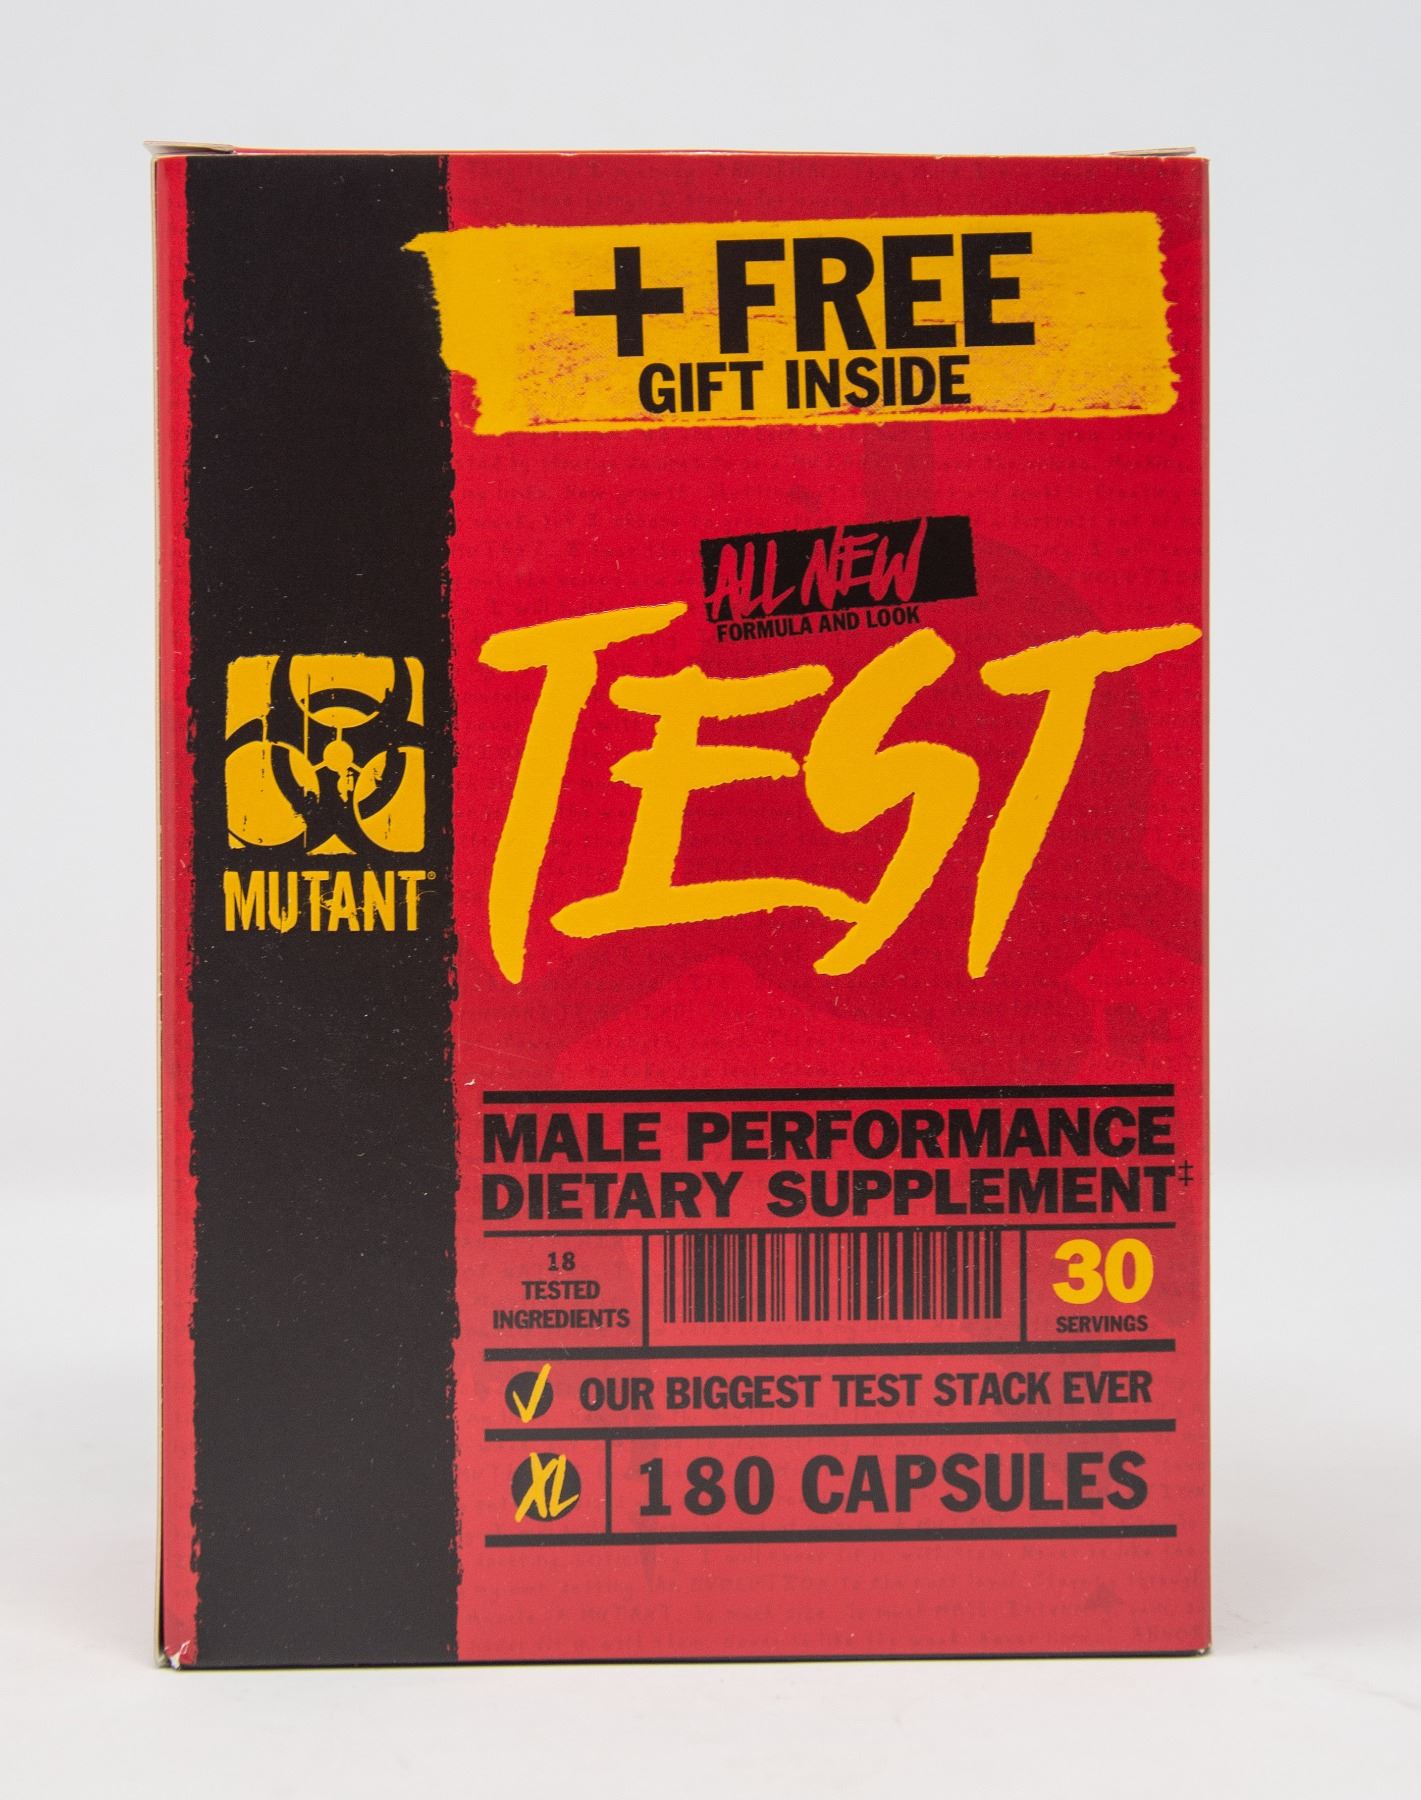 + FREE
GIFT INSIDE
ALL NEW
FORMULA AND LOOK
TEST
MUTANT®
MALE PERFORMANCE
DIETARY SUPPLEMENT‡
18
TESTED
INGREDIENTS
30
SERVINGS
OUR BIGGEST TEST STACK EVER
XL
180 CAPSULES